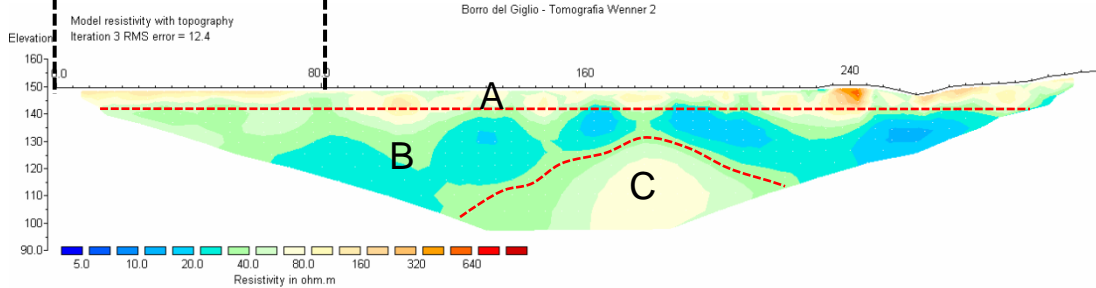 Borro del Giglio - Tomografia Wenner 2
Model resistivity with topography
Iteration 3 RMS error = 12.4
Elevation
160
0.0 80.0 160 240
150
A
140
130
B
120
C
110
100
90.0
5.0 10.0 20.0 40.0 80.0 160 320 640
Resistivity in ohm.m